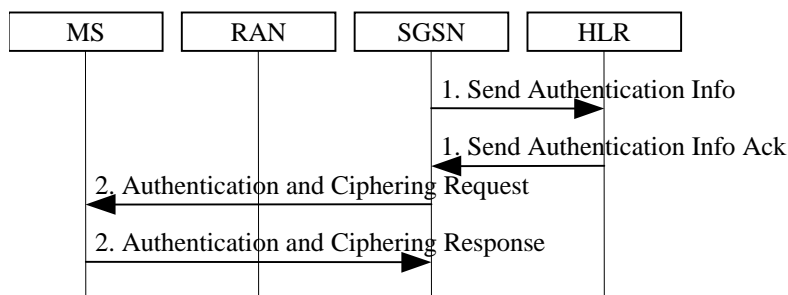 MS RAN SGSN HLR
1. Send Authentication Info
1. Send Authentication Info Ack
2. Authentication and Ciphering Request
2. Authentication and Ciphering Response